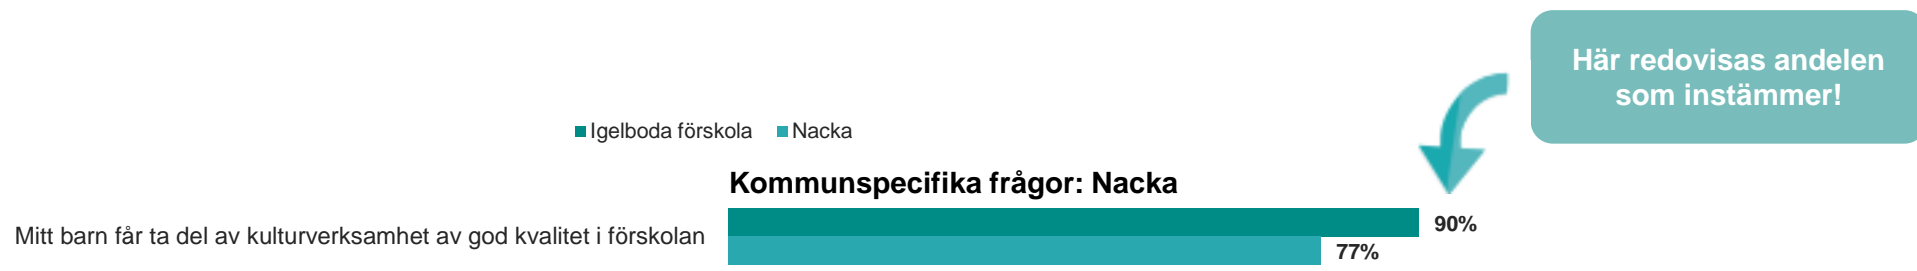 Här redovisas andelen
som instämmer!
Igelboda förskola Nacka
Kommunspecifika frågor: Nacka
Mitt barn får ta del av kulturverksamhet av god kvalitet i förskolan
90%
77%